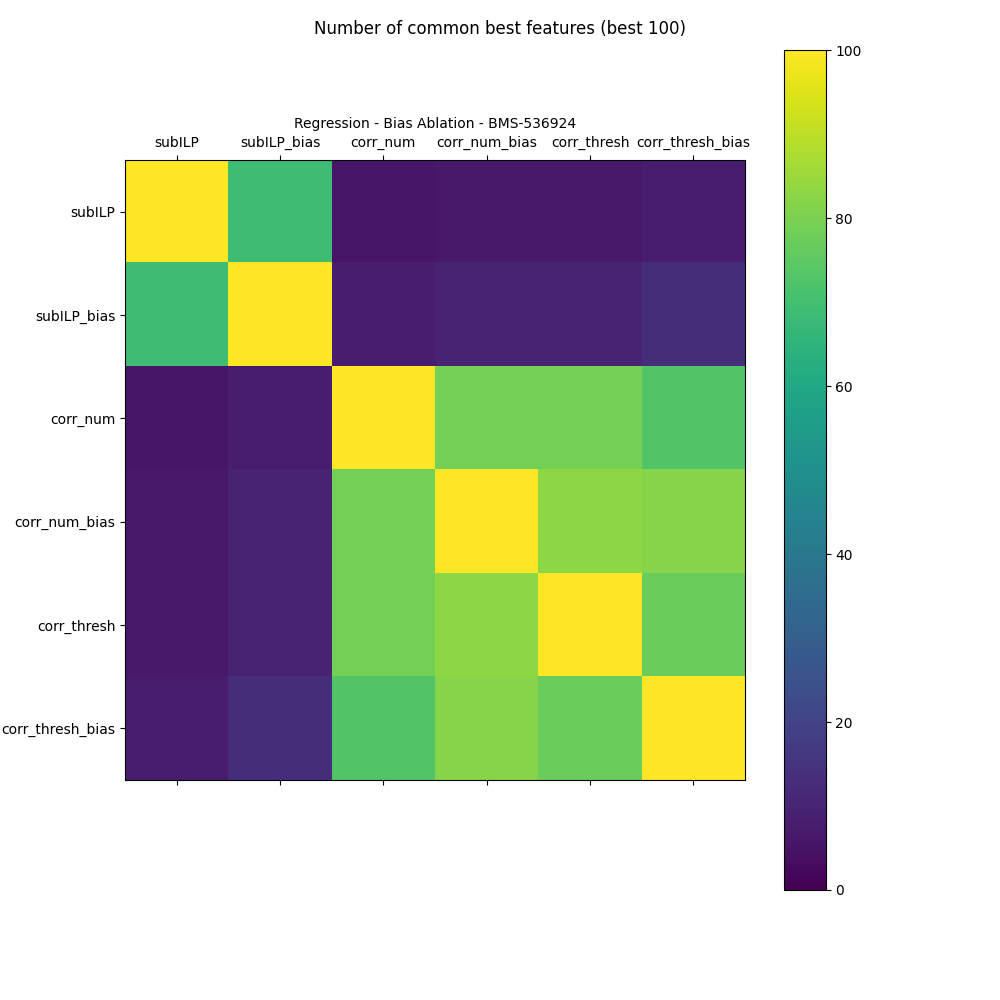 Number of common best features (best 100)
Regression - Bias Ablation - BMS-536924
subILP subILP_bias corr_num corr_num_bias corr_thresh corr_thresh_bias
subILP
subILP_bias
corr_num
corr_num_bias
corr_thresh
corr_thresh_bias
100
80
60
40
20
0